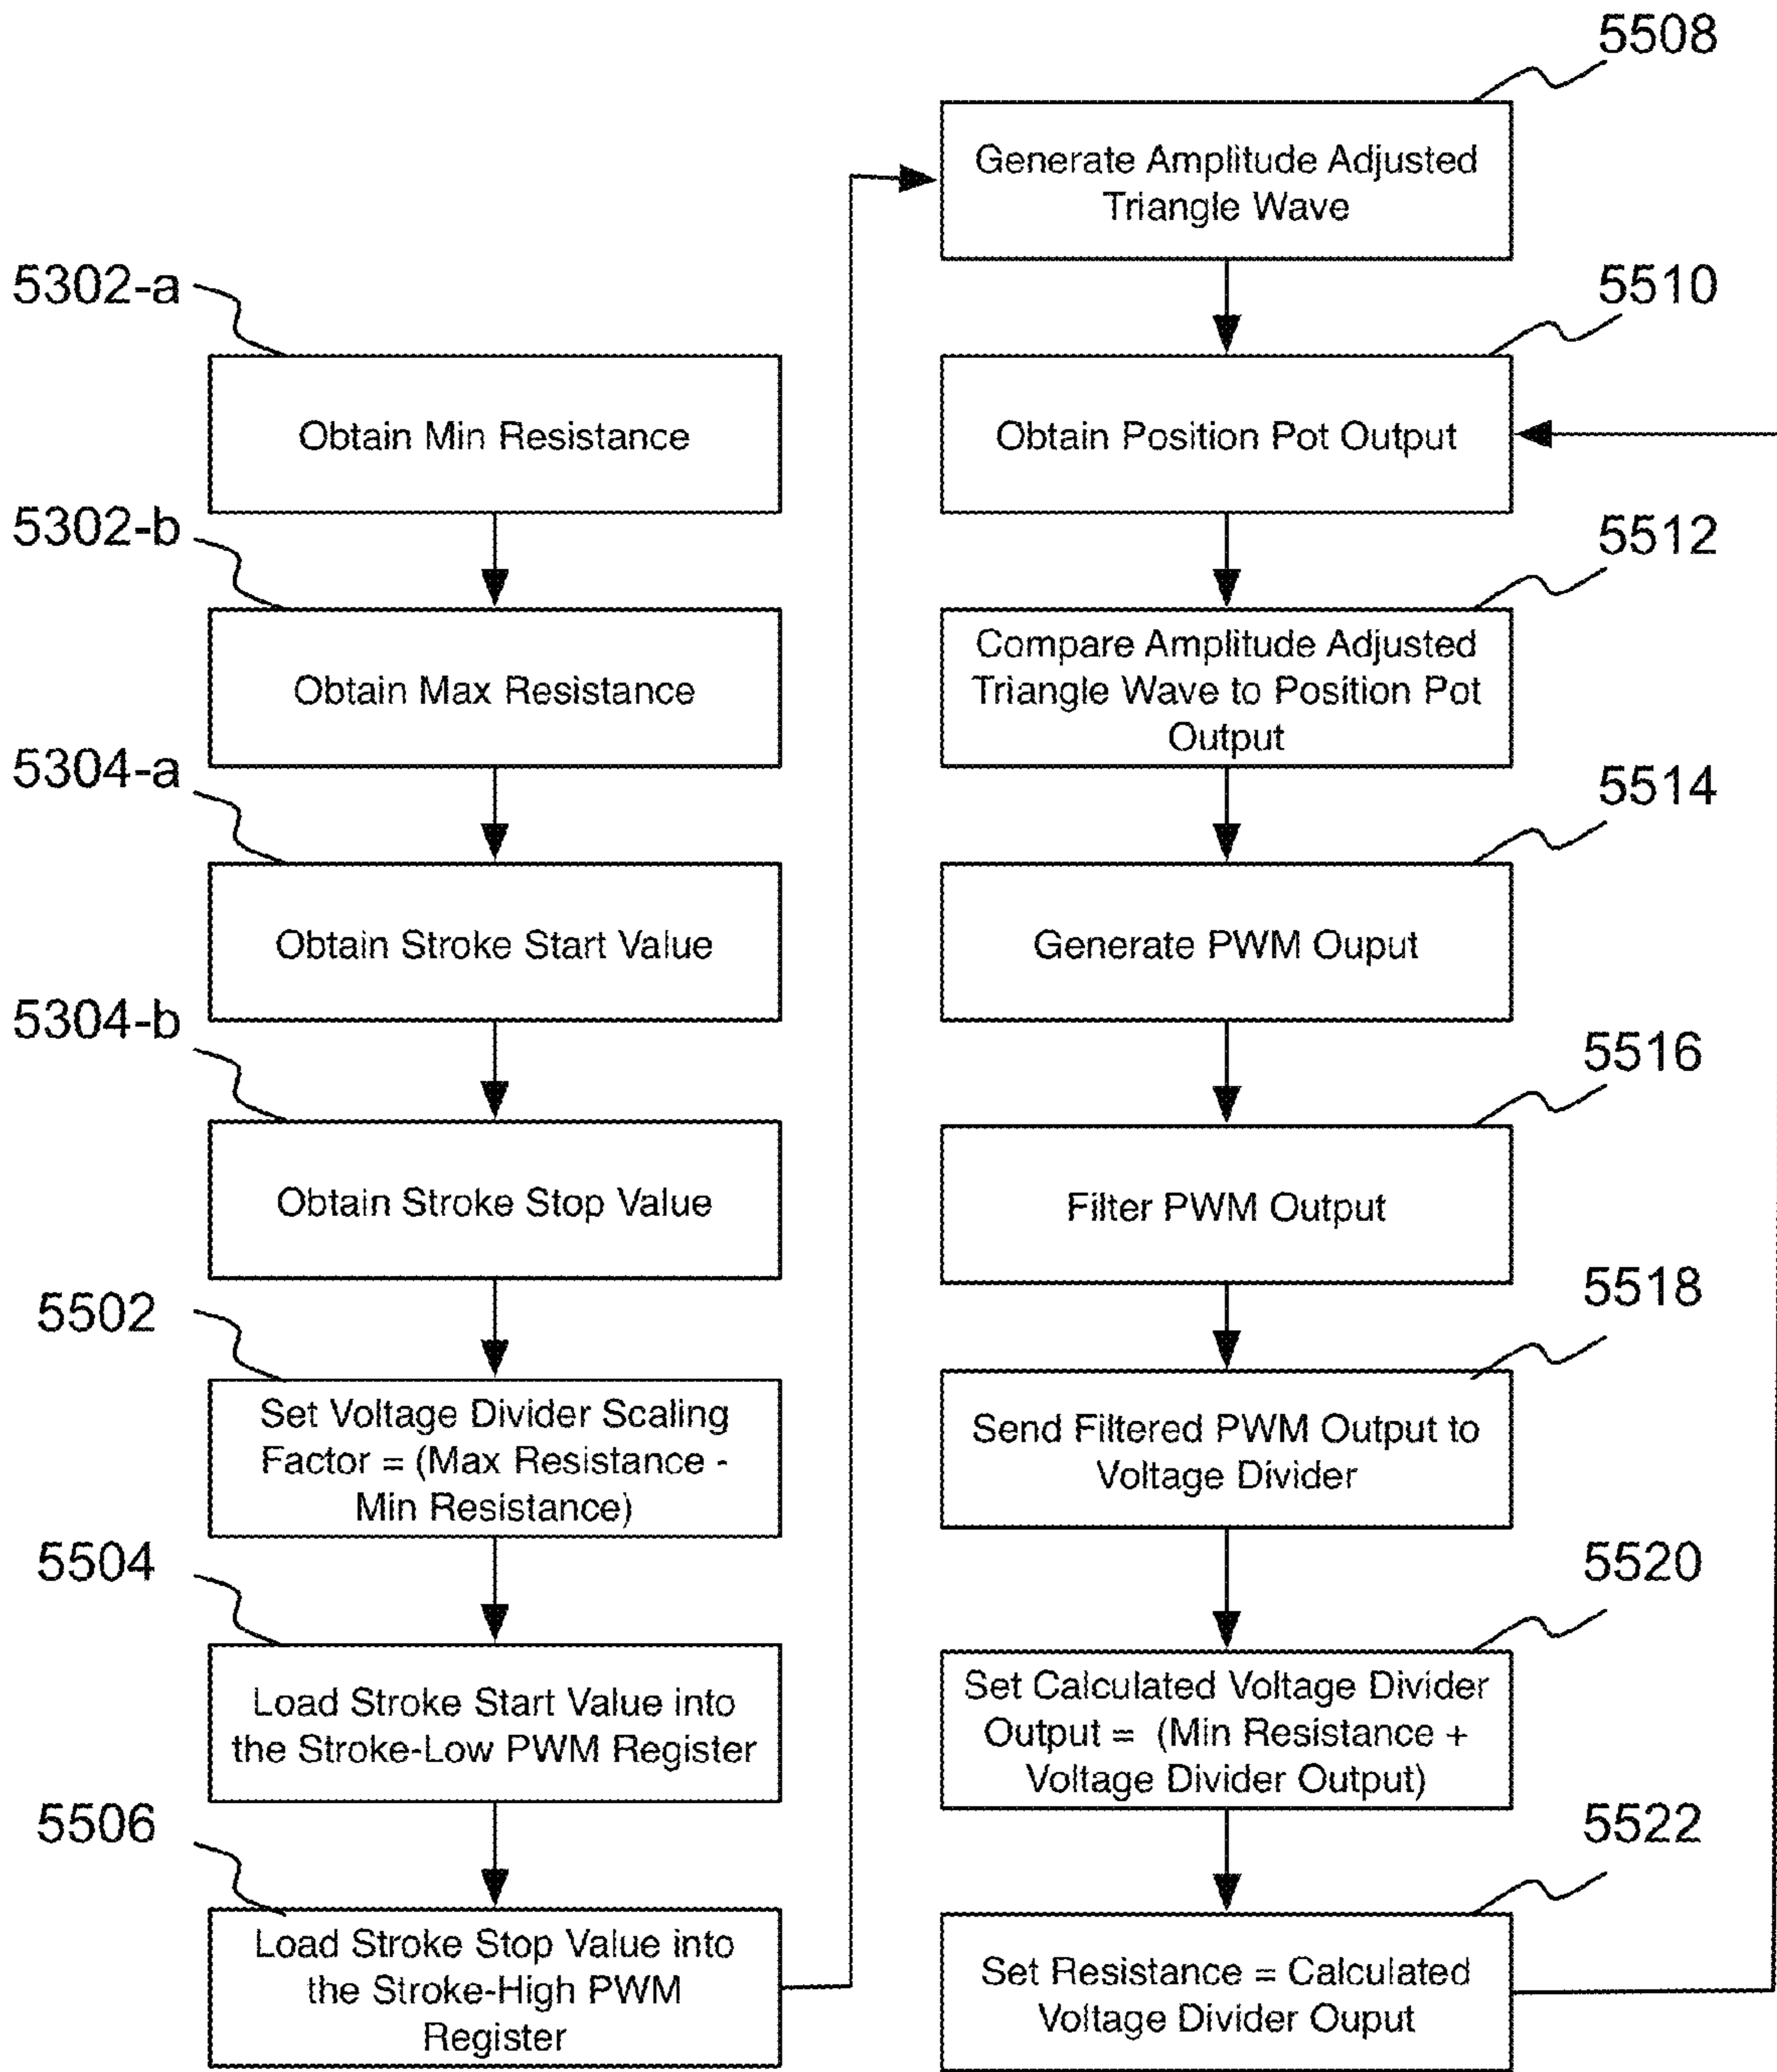 5302-a
Obtain Min Resistance
5302-b
Obtain Max Resistance
5304-a
Obtain Stroke Start Value
5304-b
Obtain Stroke Stop Value
5502
Set Voltage Divider Scaling
Factor = (Max Resistance -
Min Resistance)
5504
Load Stroke Start Value into
the Stroke-Low PWM Register
5506
Load Stroke Stop Value into
the Stroke-High PWM
Register
5508
Generate Amplitude Adjusted
Triangle Wave
5510
Obtain Position Pot Output
5512
Compare Amplitude Adjusted
Triangle Wave to Position Pot
Output
5514
Generate PWM Ouput
5516
Filter PWM Output
5518
Send Filtered PWM Output to
Voltage Divider
5520
Set Calculated Voltage Divider
Output = (Min Resistance +
Voltage Divider Output)
5522
Set Resistance = Calculated
Voltage Divider Ouput